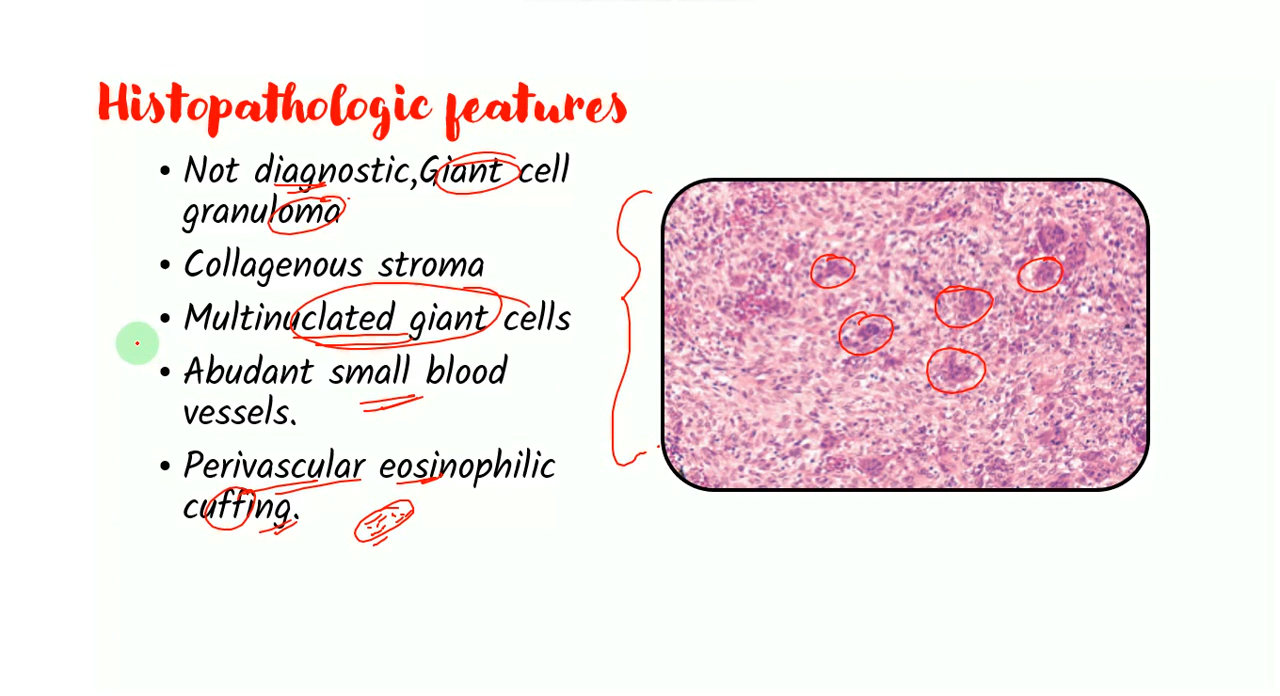 Histopathologic features
• Not diagnostic,Giant cell
granuloma
• Collagenous stroma
• Multinuclated giant cells
• Abudant small blood
vessels.
• Perivascular eosinophilic
cuffing.